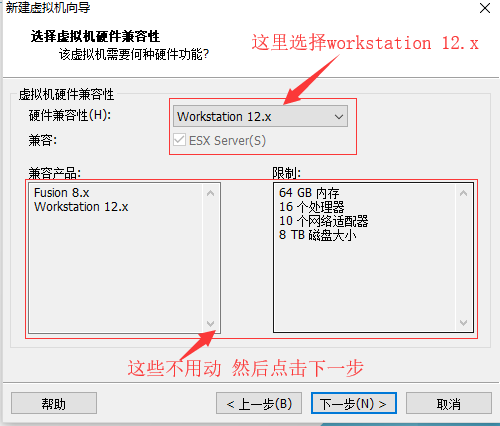 新建虚拟机向导
选择虚拟机硬件兼容性
该虚拟机需要何种硬件功能?
这里选择workstation 12.x
虚拟机硬件兼容性
硬件兼容性(H):
Workstation 12.x
兼容:
ESX Server(S)
兼容产品:
限制:
Fusion 8.x
Workstation 12.x
64 GB 内存
16 个处理器
10 个网络适配器
8 TB 磁盘大小
这些不用动 然后点击下一步
帮助
< 上一步(B)
下一步(N) >
取消